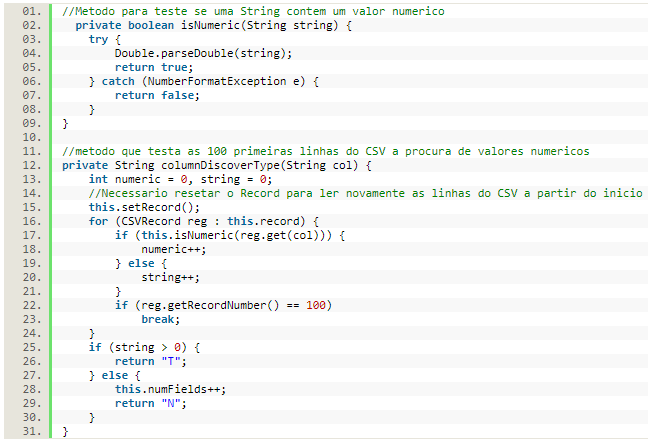 01. //Metodo para teste se uma String contem um valor numerico
02.   private boolean isNumeric(String string) {
03.     try {
04.         Double.parseDouble(string);
05.         return true;
06.     } catch (NumberFormatException e) {
07.         return false;
08.     }
09. }
10.
11. //metodo que testa as 100 primeiras linhas do CSV a procura de valores numericos
12. private String columnDiscoverType(String col) {
13.     int numeric = 0, string = 0;
14.     //Necessario resetar o Record para ler novamente as linhas do CSV a partir do inicio
15.     this.setRecord();
16.     for (CSVRecord reg : this.record) {
17.         if (this.isNumeric(reg.get(col))) {
18.             numeric++;
19.         } else {
20.             string++;
21.         }
22.         if (reg.getRecordNumber() == 100)
23.             break;
24.     }
25.     if (string > 0) {
26.         return "T";
27.     } else {
28.         this.numFields++;
29.         return "N";
30.     }
31. }